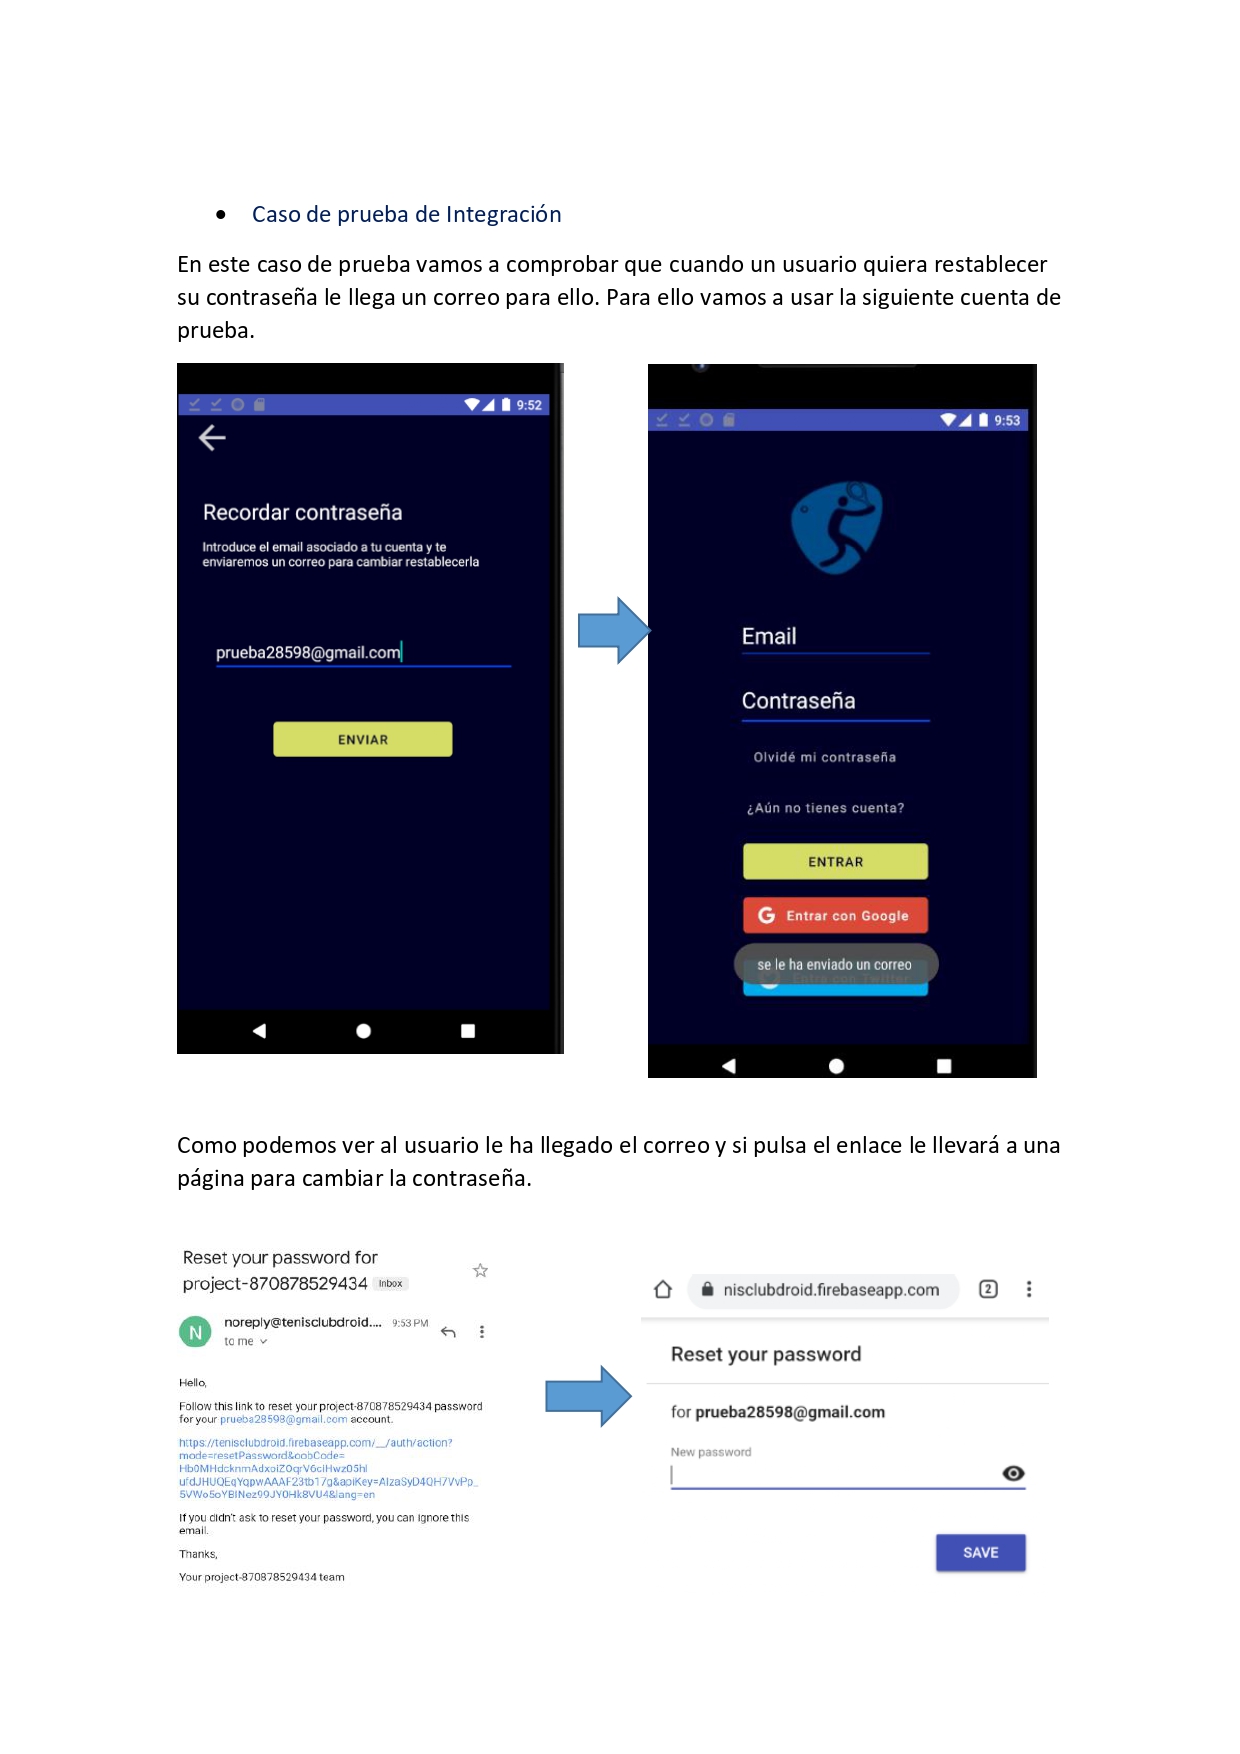 • Caso de prueba de Integración
En este caso de prueba vamos a comprobar que cuando un usuario quiera restablecer
su contraseña le llega un correo para ello. Para ello vamos a usar la siguiente cuenta de
prueba.
9:52
Recordar contraseña
Introduce el email asociado a tu cuenta y te
enviaremos un correo para cambiar restablecerla
prueba28598@gmail.com
ENVIAR
9:53
Email
Contraseña
Olvidé mi contraseña
¿Aún no tienes cuenta?
ENTRAR
G Entrar con Google
se le ha enviado un correo
Entra con Twitter
Como podemos ver al usuario le ha llegado el correo y si pulsa el enlace le llevará a una
página para cambiar la contraseña.
Reset your password for
project-870878529434 Inbox
N
noreply@tenisclubdroid.... 9:53 PM
to me
Hello,
Follow this link to reset your project-870878529434 password
for your prueba28598@gmail.com account.
https://tenisclubdroid.firebaseapp.com/__/auth/action?
mode=resetPassword&oobCode=
If you didn't ask to reset your password, you can ignore this
email.
Thanks,
Your project-870878529434 team
nisclubdroid.firebaseapp.com 2
Reset your password
for prueba28598@gmail.com
New password
SAVE